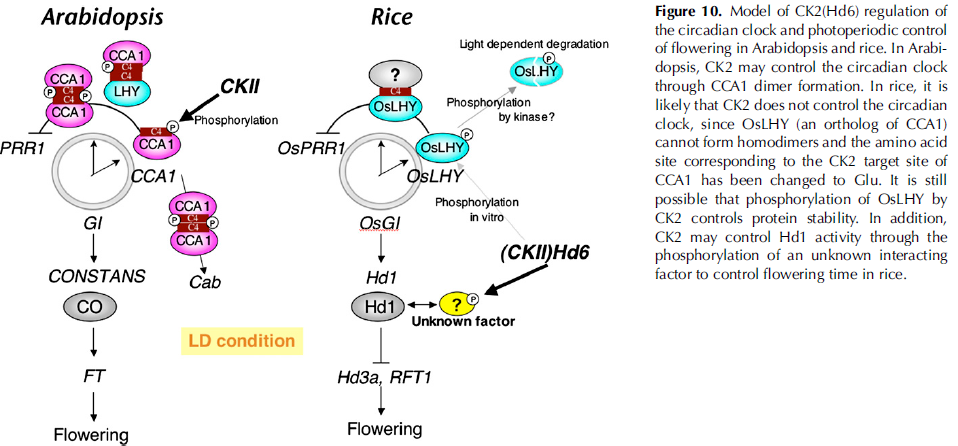 Arabidopsis
CCA1
P
C4
C4
P
CCA1
CCA1
P
C4
C4
LHY
CKII
Phosphorylation
C4
P
CCA1
PRR1
CCA1
GI
CCA1
P
C4
C4
P
CCA1
CONSTANS
Cab
CO
LD condition
FT
Flowering
Rice
Light dependent degradation
P
OsLHY
?
C4
OsLHY
Phosphorylation
by kinase?
P
OsLHY
OsPRR1
OsLHY
Phosphorylation
in vitro
OsGI
(CKII)Hd6
Hd1
Hd1
?
P
Unknown factor
Hd3a, RFT1
Flowering
Figure 10. Model of CK2(Hd6) regulation of
the circadian clock and photoperiodic control
of flowering in Arabidopsis and rice. In Arabi-
dopsis, CK2 may control the circadian clock
through CCA1 dimer formation. In rice, it is
likely that CK2 does not control the circadian
clock, since OsLHY (an ortholog of CCA1)
cannot form homodimers and the amino acid
site corresponding to the CK2 target site of
CCA1 has been changed to Glu. It is still
possible that phosphorylation of OsLHY by
CK2 controls protein stability. In addition,
CK2 may control Hd1 activity through the
phosphorylation of an unknown interacting
factor to control flowering time in rice.